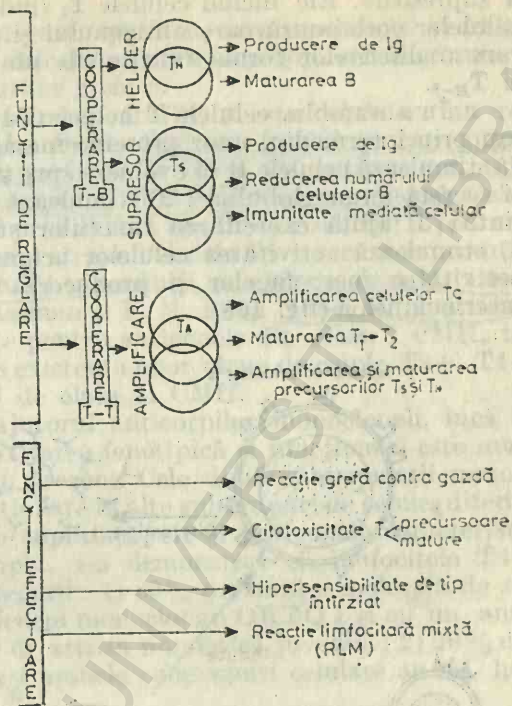 FUNCȚII DE REGLARE
COOPERARE T-B
HELPER
TH
Producere de Ig
Maturarea B
SUPRESOR
TS
Producere de Ig
Reducerea numărului
celulelor B
Imunitate mediată celular
COOPERARE T-T
AMPLIFICARE
TA
Amplificarea celulelor Tc
Maturarea T1→T2
Amplificarea și maturarea
precursorilor Ts și TH
FUNCȚII EFECTOARE
Reacție grefă contra gazdă
Citotoxicitate T < precursoare
mature
Hipersensibilitate de tip
întîrziat
Reacție limfocitară mixtă
(RLM)
UNIVERSITY